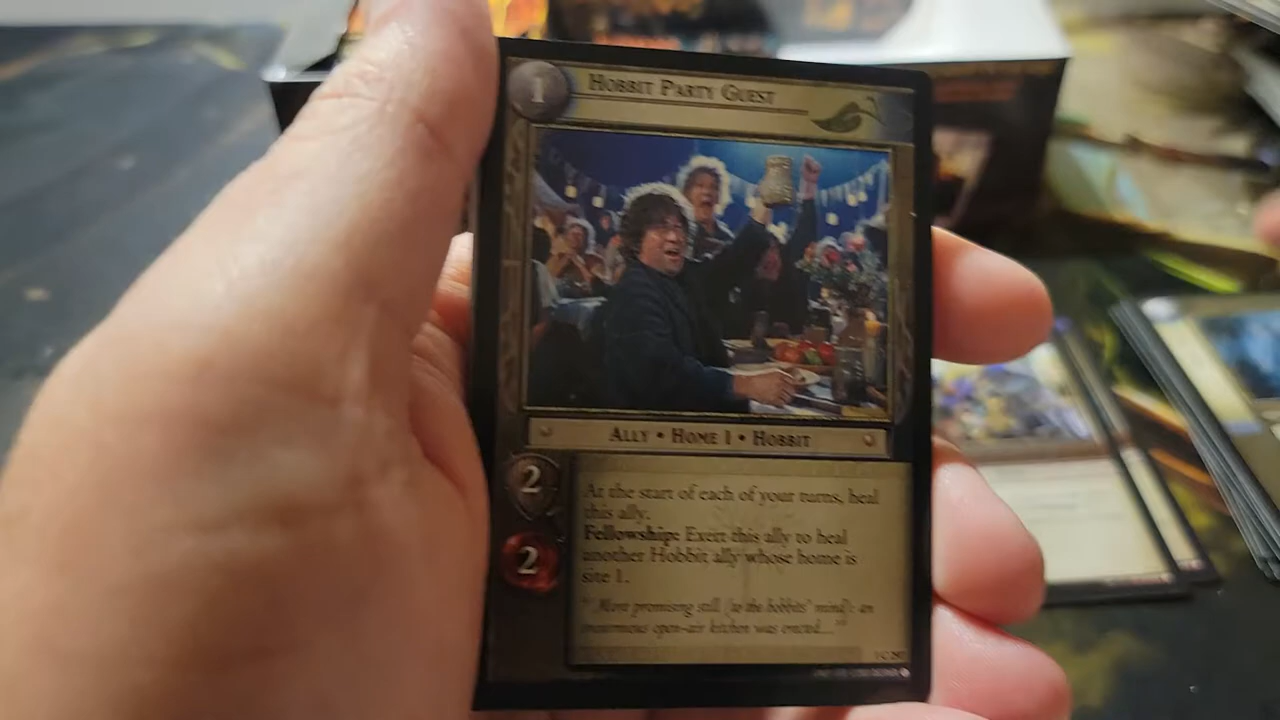 1
HOBBIT PARTY GUEST
ALLY • HOME 1 • HOBBIT
2
At the start of each of your turns, heal
this ally.
Fellowship: Exert this ally to heal
2
another Hobbit ally whose home is
site 1.
"More promising still (to the hobbits' mind): an
enormous open-air kitchen was erected..."